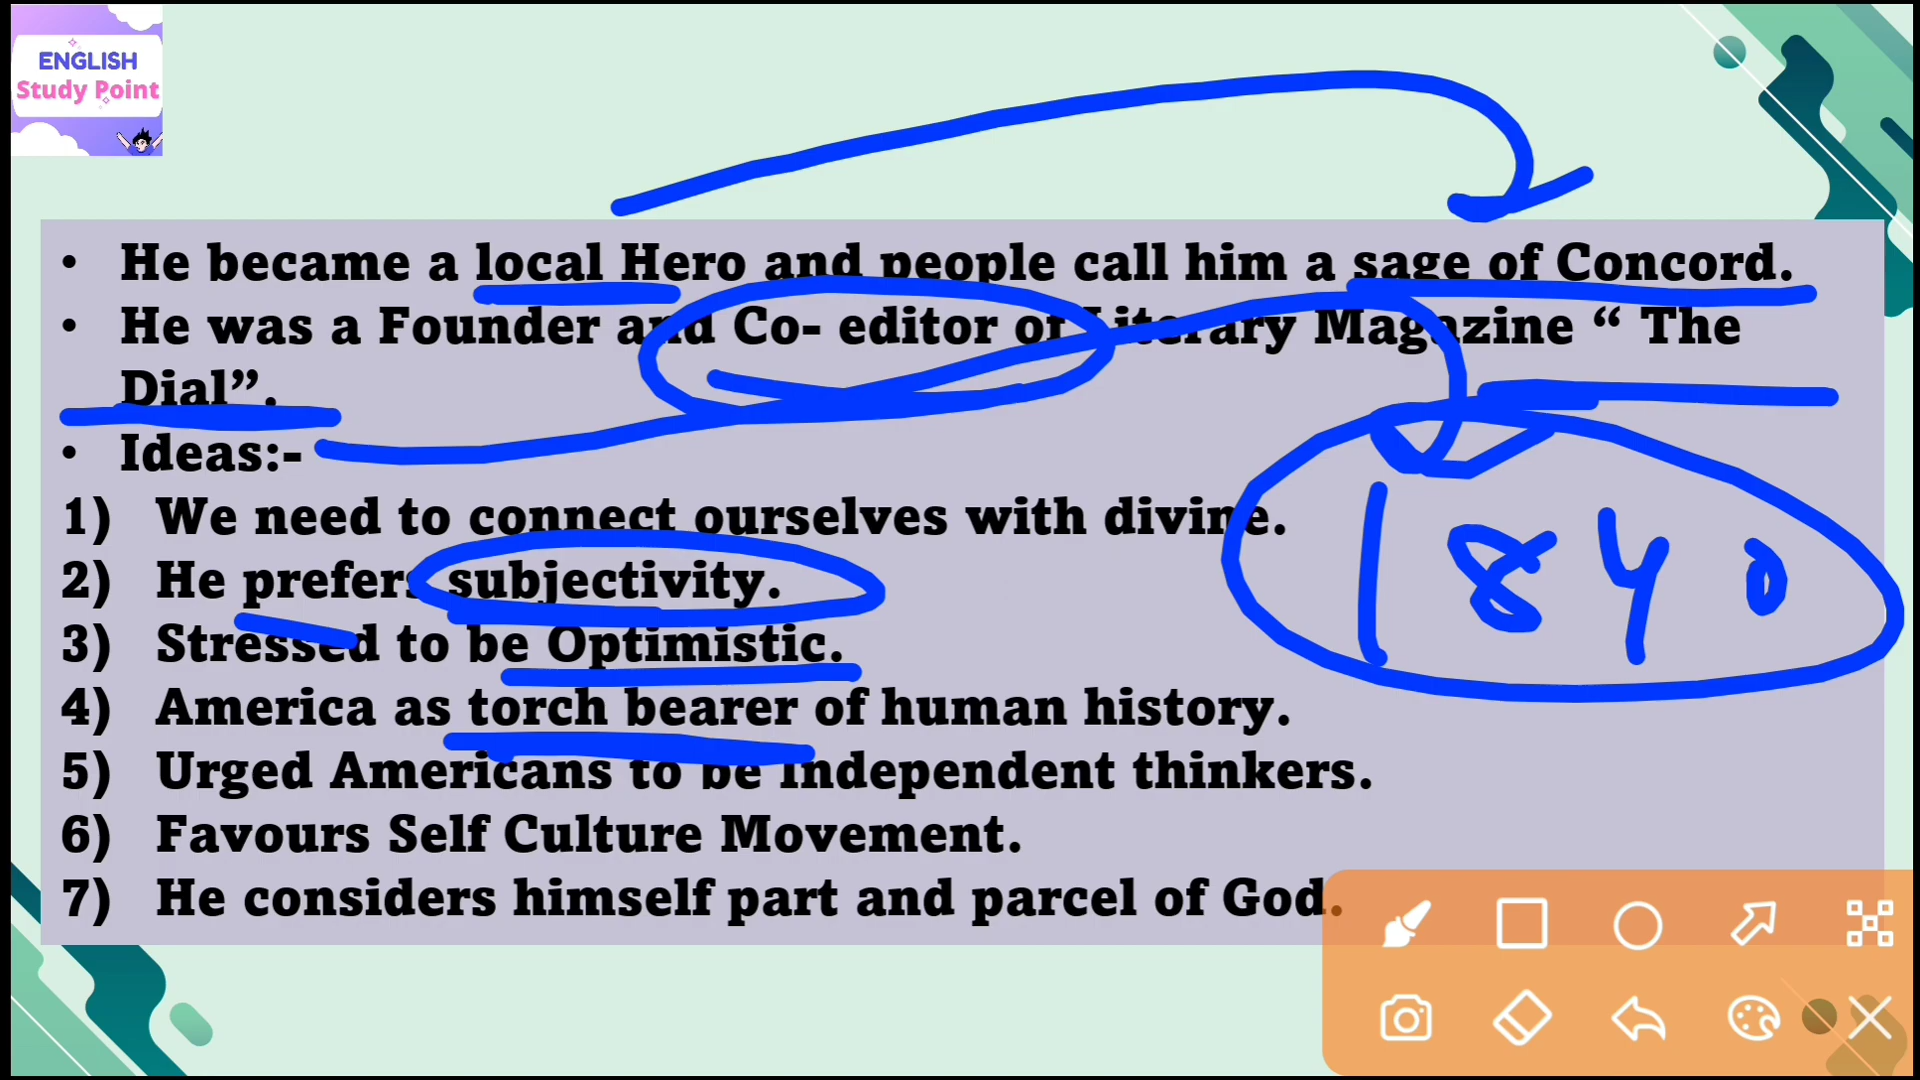 ENGLISH
Study Point
• He became a local Hero and people call him a sage of Concord.
• He was a Founder and Co- editor of Literary Magazine “ The
Dial”.
• Ideas:-
1) We need to connect ourselves with divine.
2) He prefers subjectivity.
3) Stressed to be Optimistic.
4) America as torch bearer of human history.
5) Urged Americans to be Independent thinkers.
6) Favours Self Culture Movement.
7) He considers himself part and parcel of God.
1840